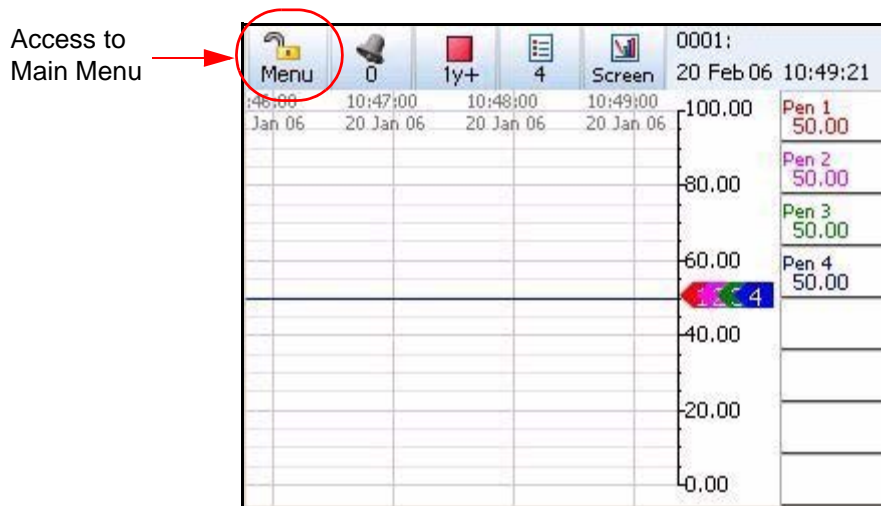 Access to
Main Menu
Menu
0
1y+
4
Screen
0001:
20 Feb 06 10:49:21
:46:00 10:47:00 10:48:00 10:49:00
Jan 06 20 Jan 06 20 Jan 06 20 Jan 06
100.00
80.00
60.00
40.00
20.00
0.00
4
Pen 1
50.00
Pen 2
50.00
Pen 3
50.00
Pen 4
50.00